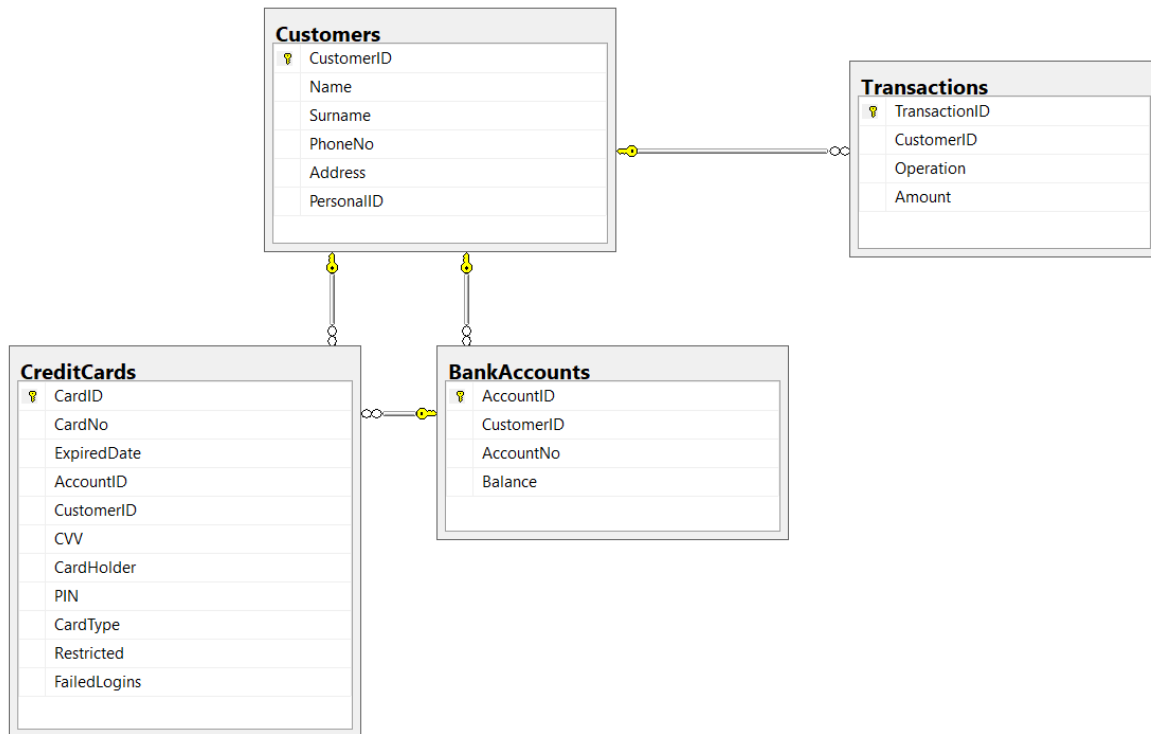 Customers
CustomerID
Name
Surname
PhoneNo
Address
PersonalID
Transactions
TransactionID
CustomerID
Operation
Amount
CreditCards
CardID
CardNo
ExpiredDate
AccountID
CustomerID
CVV
CardHolder
PIN
CardType
Restricted
FailedLogins
BankAccounts
AccountID
CustomerID
AccountNo
Balance